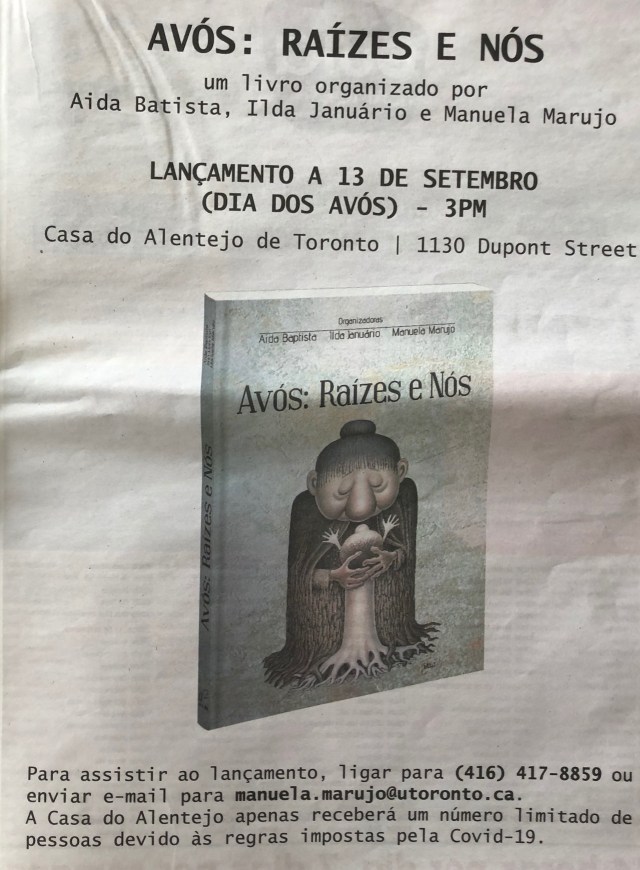 AVÓS: RAÍZES E NÓS
um livro organizado por
Aida Batista, Ilda Januário e Manuela Marujo
LANÇAMENTO A 13 DE SETEMBRO
(DIA DOS AVÓS) - 3PM
Casa do Alentejo de Toronto | 1130 Dupont Street
Organizadoras
Aida Baptista Ilda Januário Manuela Marujo
Avós: Raízes e Nós
Avós: Raízes e Nós
Para assistir ao lançamento, ligar para (416) 417-8859 ou
enviar e-mail para manuela.marujo@utoronto.ca.
A Casa do Alentejo apenas receberá um número limitado de
pessoas devido às regras impostas pela Covid-19.